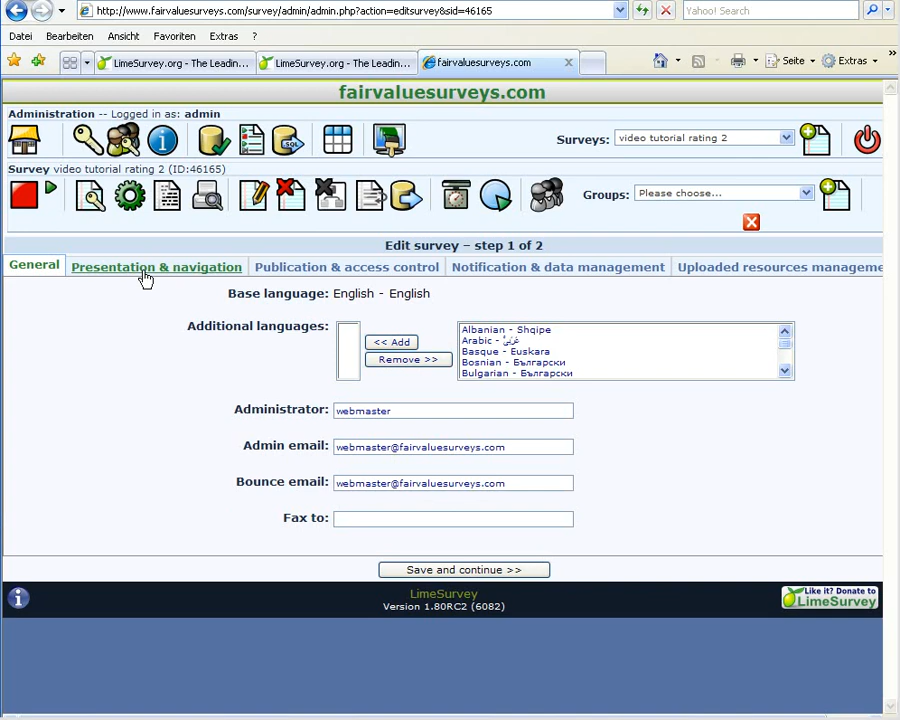 http://www.fairvaluesurveys.com/survey/admin/admin.php?action=editsurvey&sid=46165
Yahoo! Search
Datei Bearbeiten Ansicht Favoriten Extras ?
LimeSurvey.org - The Leadin... LimeSurvey.org - The Leadin... fairvaluesurveys.com Seite Extras
fairvaluesurveys.com
Administration -- Logged in as: admin
Surveys: video tutorial rating 2
Survey video tutorial rating 2 (ID:46165)
Groups: Please choose...
Edit survey – step 1 of 2
General Presentation & navigation Publication & access control Notification & data management Uploaded resources manageme
Base language: English - English
Additional languages:
<< Add
Remove >>
Albanian - Shqipe
Arabic - عَرَبيْ
Basque - Euskara
Bosnian - Български
Bulgarian - Български
Administrator: webmaster
Admin email: webmaster@fairvaluesurveys.com
Bounce email: webmaster@fairvaluesurveys.com
Fax to:
Save and continue >>
LimeSurvey
Version 1.80RC2 (6082)
Like it? Donate to
LimeSurvey